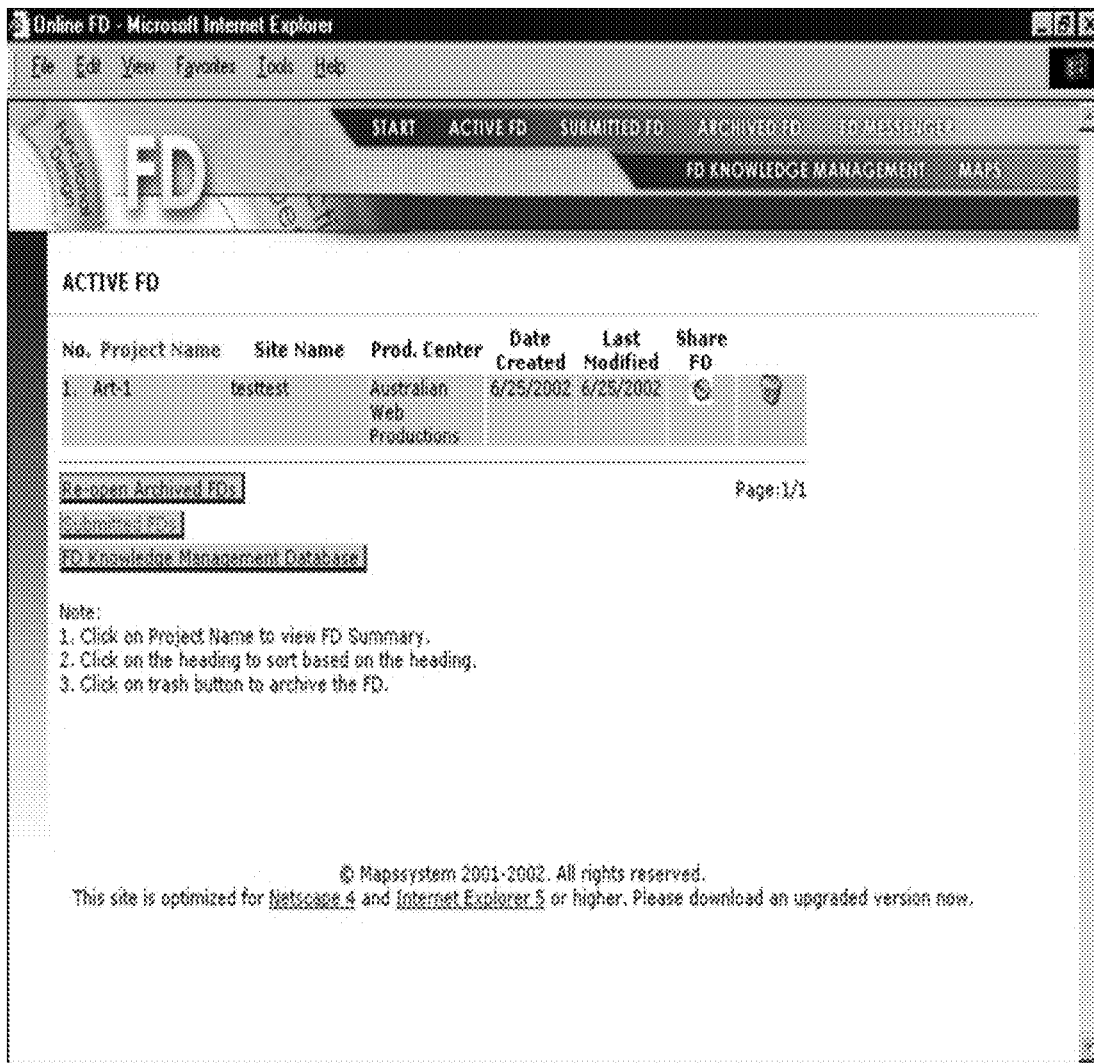 Online FD - Microsoft Internet Explorer
File Edit View Favorites Tools Help
FD
START ACTIVE FD SUBMITTED FD ARCHIVED FD FD MESSENGER
FD KNOWLEDGE MANAGEMENT MAPS
ACTIVE FD
No. Project Name Site Name Prod. Center Date Created Last Modified Share FD
1. Art-1 testtest Australian Web Productions 6/25/2002 6/25/2002
Re-open Archived FDs
Page:1/1
Submitted FDs
FD Knowledge Management Database
Note:
1. Click on Project Name to view FD Summary.
2. Click on the heading to sort based on the heading.
3. Click on trash button to archive the FD.
© Mapssystem 2001-2002. All rights reserved.
This site is optimized for Netscape 4 and Internet Explorer 5 or higher. Please download an upgraded version now.